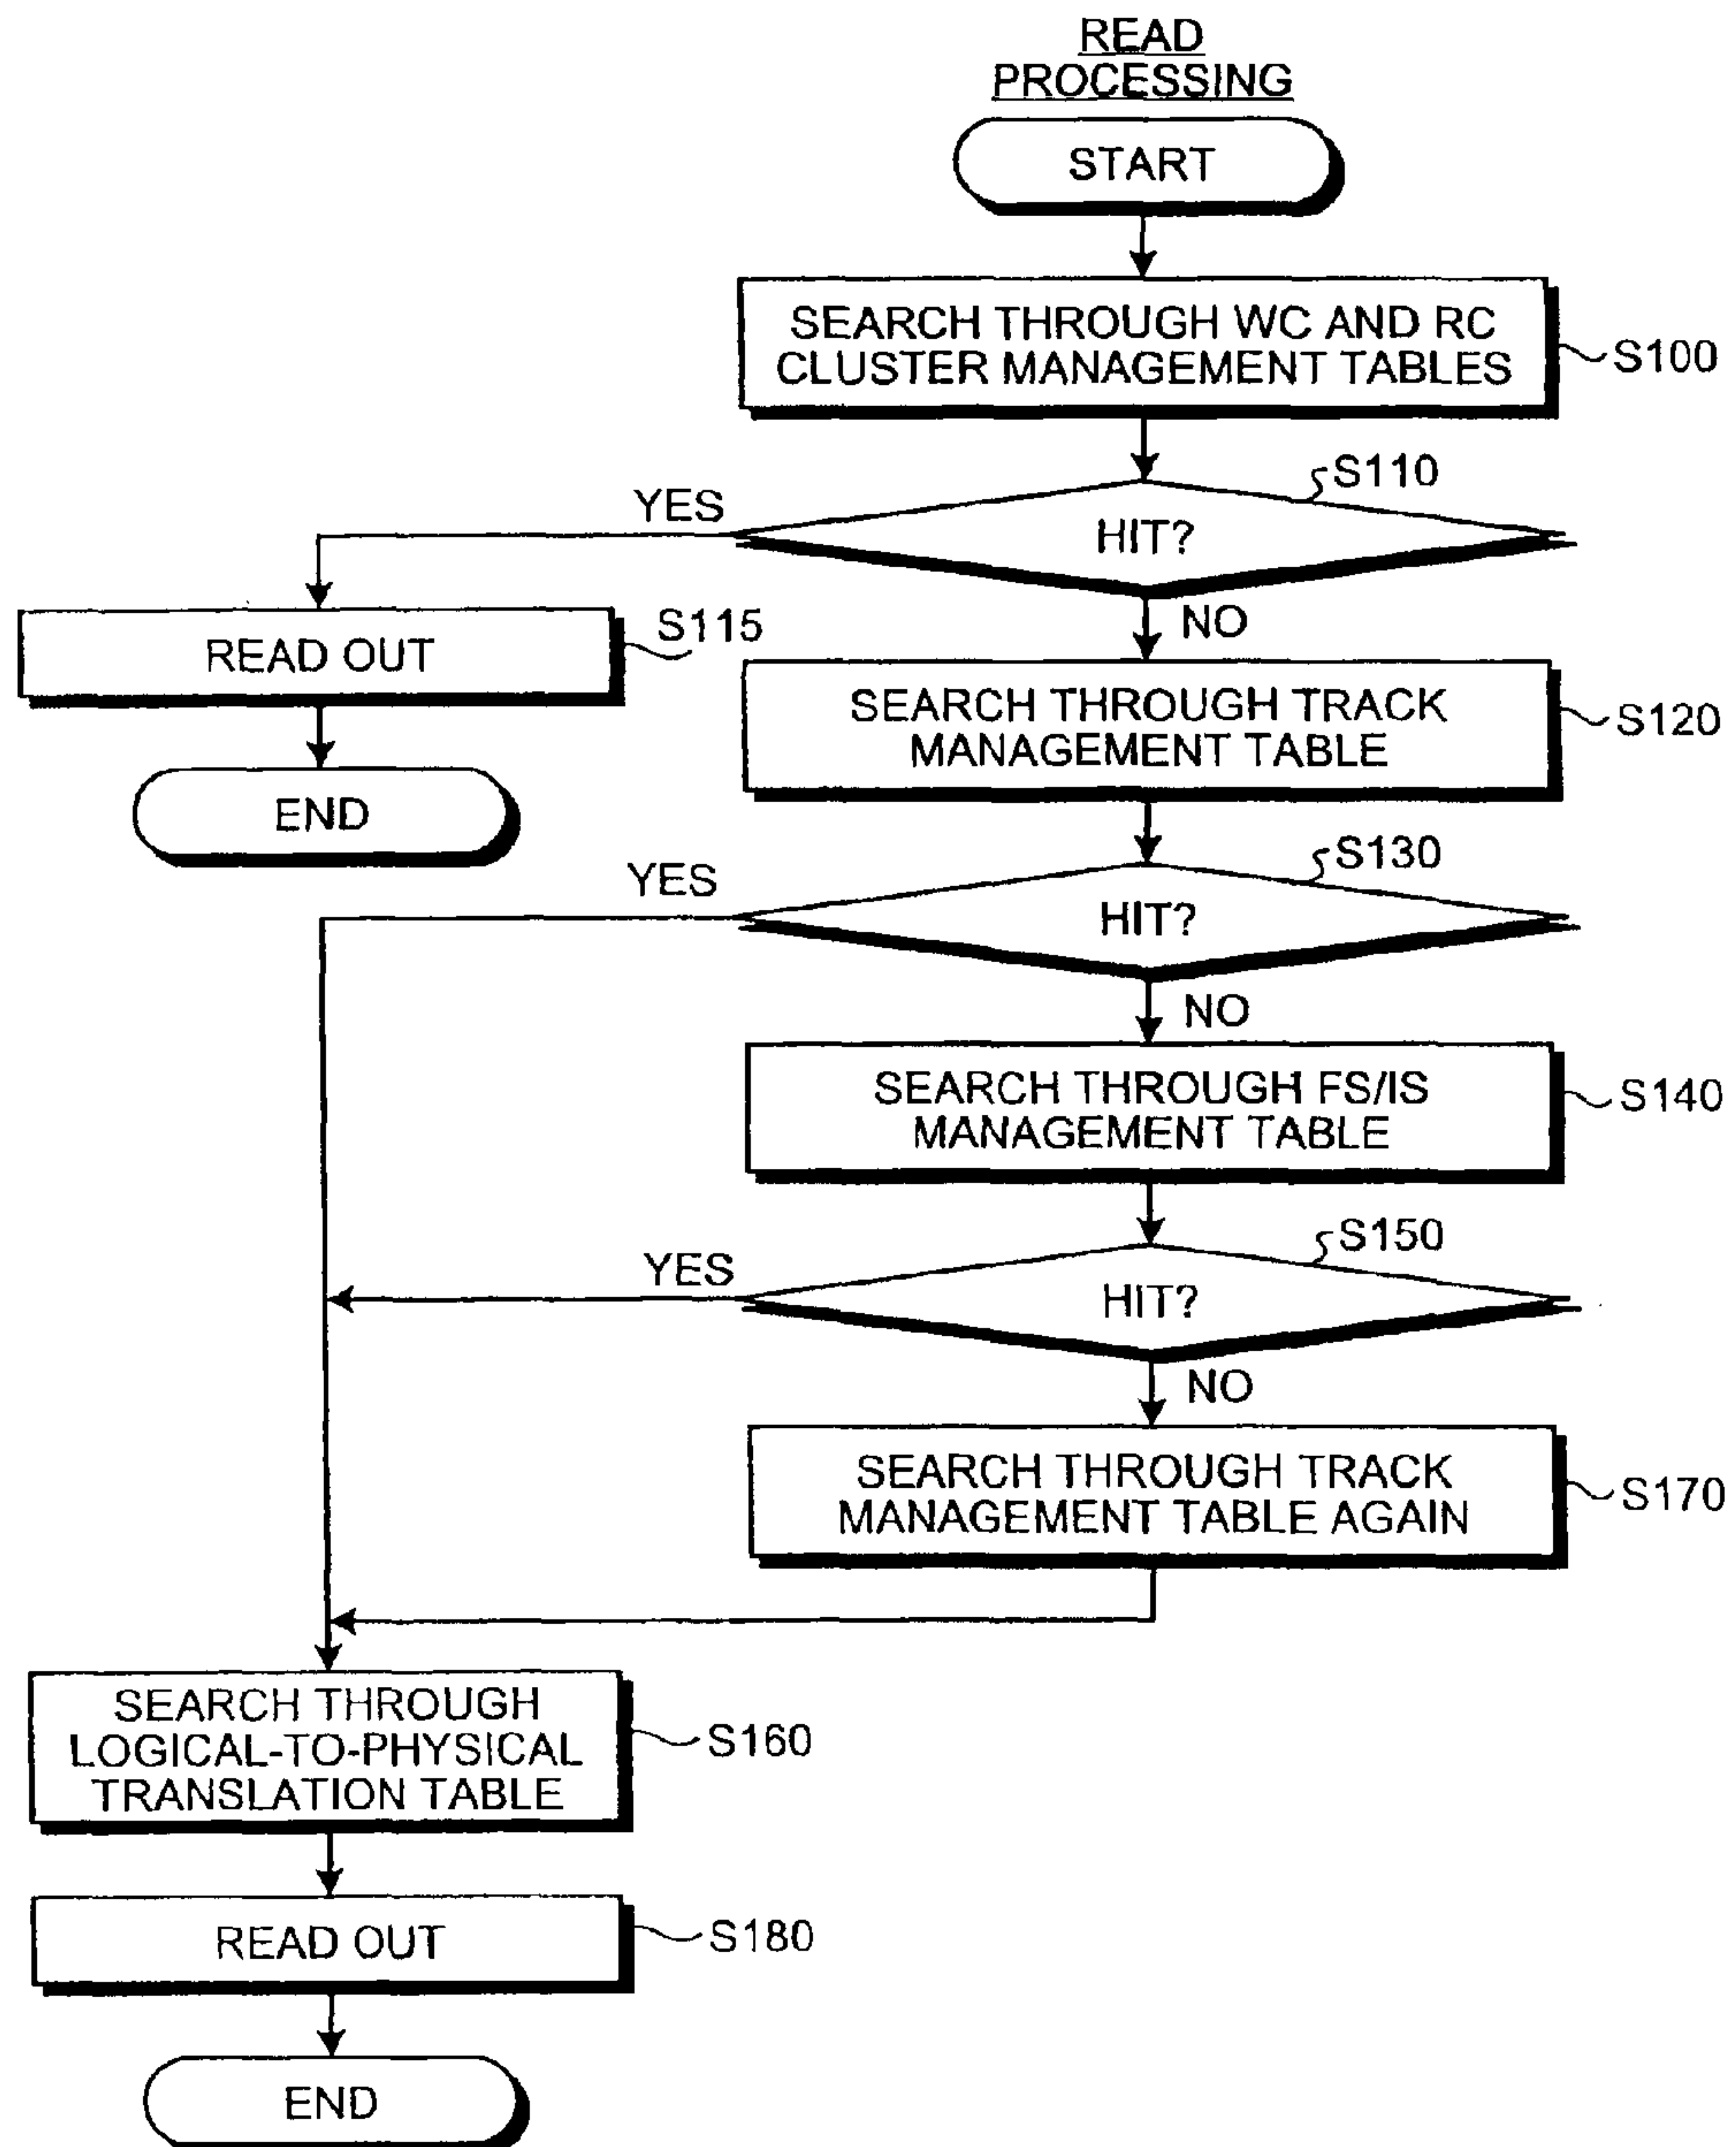 READ
PROCESSING
START
SEARCH THROUGH WC AND RC
CLUSTER MANAGEMENT TABLES
S100
S110
YES
HIT?
NO
READ OUT
S115
END
SEARCH THROUGH TRACK
MANAGEMENT TABLE
S120
S130
YES
HIT?
NO
SEARCH THROUGH FS/IS
MANAGEMENT TABLE
S140
S150
YES
HIT?
NO
SEARCH THROUGH TRACK
MANAGEMENT TABLE AGAIN
S170
SEARCH THROUGH
LOGICAL-TO-PHYSICAL
TRANSLATION TABLE
S160
READ OUT
S180
END